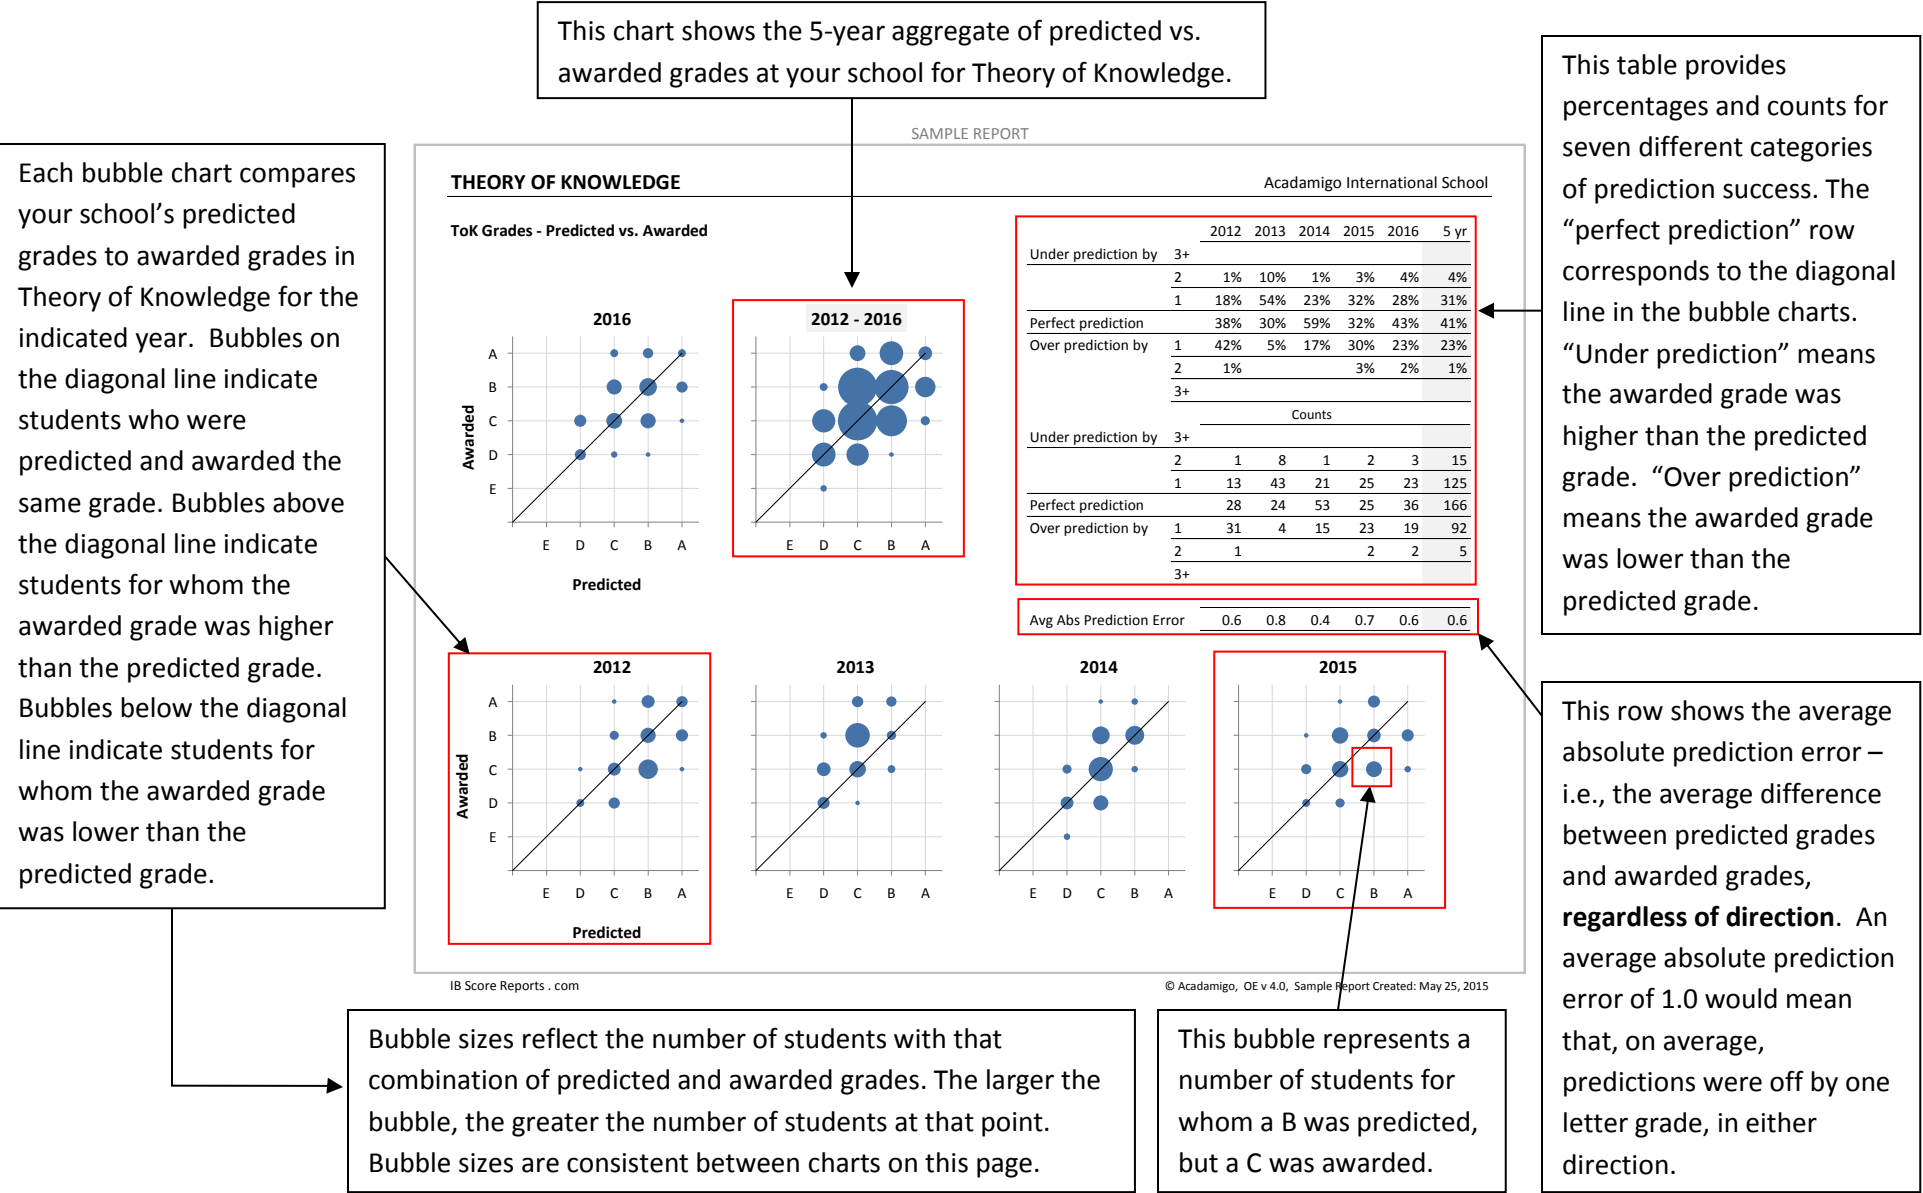 This chart shows the 5-year aggregate of predicted vs.
awarded grades at your school for Theory of Knowledge.
This table provides
percentages and counts for
seven different categories
of prediction success. The
“perfect prediction” row
corresponds to the diagonal
line in the bubble charts.
“Under prediction” means
the awarded grade was
higher than the predicted
grade. “Over prediction”
means the awarded grade
was lower than the
predicted grade.
Each bubble chart compares
your school’s predicted
grades to awarded grades in
Theory of Knowledge for the
indicated year. Bubbles on
the diagonal line indicate
students who were
predicted and awarded the
same grade. Bubbles above
the diagonal line indicate
students for whom the
awarded grade was higher
than the predicted grade.
Bubbles below the diagonal
line indicate students for
whom the awarded grade
was lower than the
predicted grade.
SAMPLE REPORT
THEORY OF KNOWLEDGE Acadamigo International School
ToK Grades - Predicted vs. Awarded
2016
A
B
C
D
E
Awarded
E D C B A
Predicted
2012 - 2016
E D C B A
2012 2013 2014 2015 2016 5 yr
Under prediction by 3+
2 1% 10% 1% 3% 4% 4%
1 18% 54% 23% 32% 28% 31%
Perfect prediction 38% 30% 59% 32% 43% 41%
Over prediction by 1 42% 5% 17% 30% 23% 23%
2 1% 3% 2% 1%
3+
Counts
Under prediction by 3+
2 1 8 1 2 3 15
1 13 43 21 25 23 125
Perfect prediction 28 24 53 25 36 166
Over prediction by 1 31 4 15 23 19 92
2 1 2 2 5
3+
Avg Abs Prediction Error 0.6 0.8 0.4 0.7 0.6 0.6
2012
A
B
C
D
E
Awarded
E D C B A
Predicted
2013
E D C B A
2014
E D C B A
2015
E D C B A
IB Score Reports . com © Acadamigo, OE v 4.0, Sample Report Created: May 25, 2015
This row shows the average
absolute prediction error –
i.e., the average difference
between predicted grades
and awarded grades,
regardless of direction. An
average absolute prediction
error of 1.0 would mean
that, on average,
predictions were off by one
letter grade, in either
direction.
Bubble sizes reflect the number of students with that
combination of predicted and awarded grades. The larger the
bubble, the greater the number of students at that point.
Bubble sizes are consistent between charts on this page.
This bubble represents a
number of students for
whom a B was predicted,
but a C was awarded.